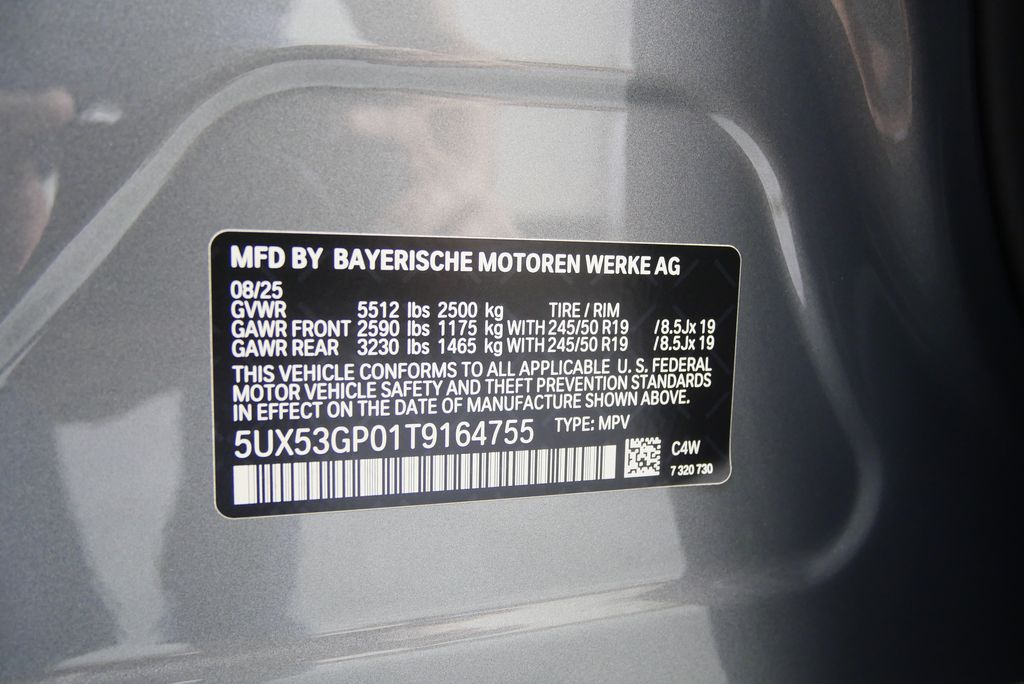 MFD BY BAYERISCHE MOTOREN WERKE AG
08/25
GVWR 5512 lbs 2500 kg TIRE / RIM
GAWR FRONT 2590 lbs 1175 kg WITH 245/50 R19 /8.5Jx 19
GAWR REAR 3230 lbs 1465 kg WITH 245/50 R19 /8.5Jx 19
THIS VEHICLE CONFORMS TO ALL APPLICABLE U. S. FEDERAL
MOTOR VEHICLE SAFETY AND THEFT PREVENTION STANDARDS
IN EFFECT ON THE DATE OF MANUFACTURE SHOWN ABOVE.
5UX53GP01T9164755 TYPE: MPV
C4W
7 320 730